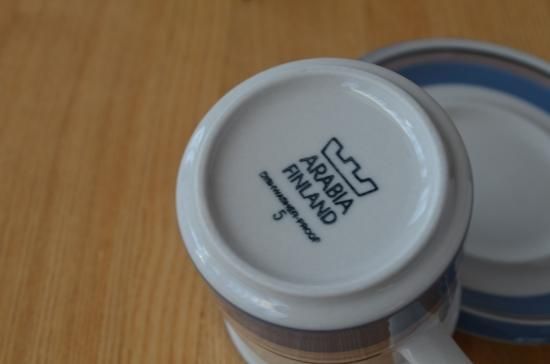 ARABIA
FINLAND
DISHWASHER-PROOF
5